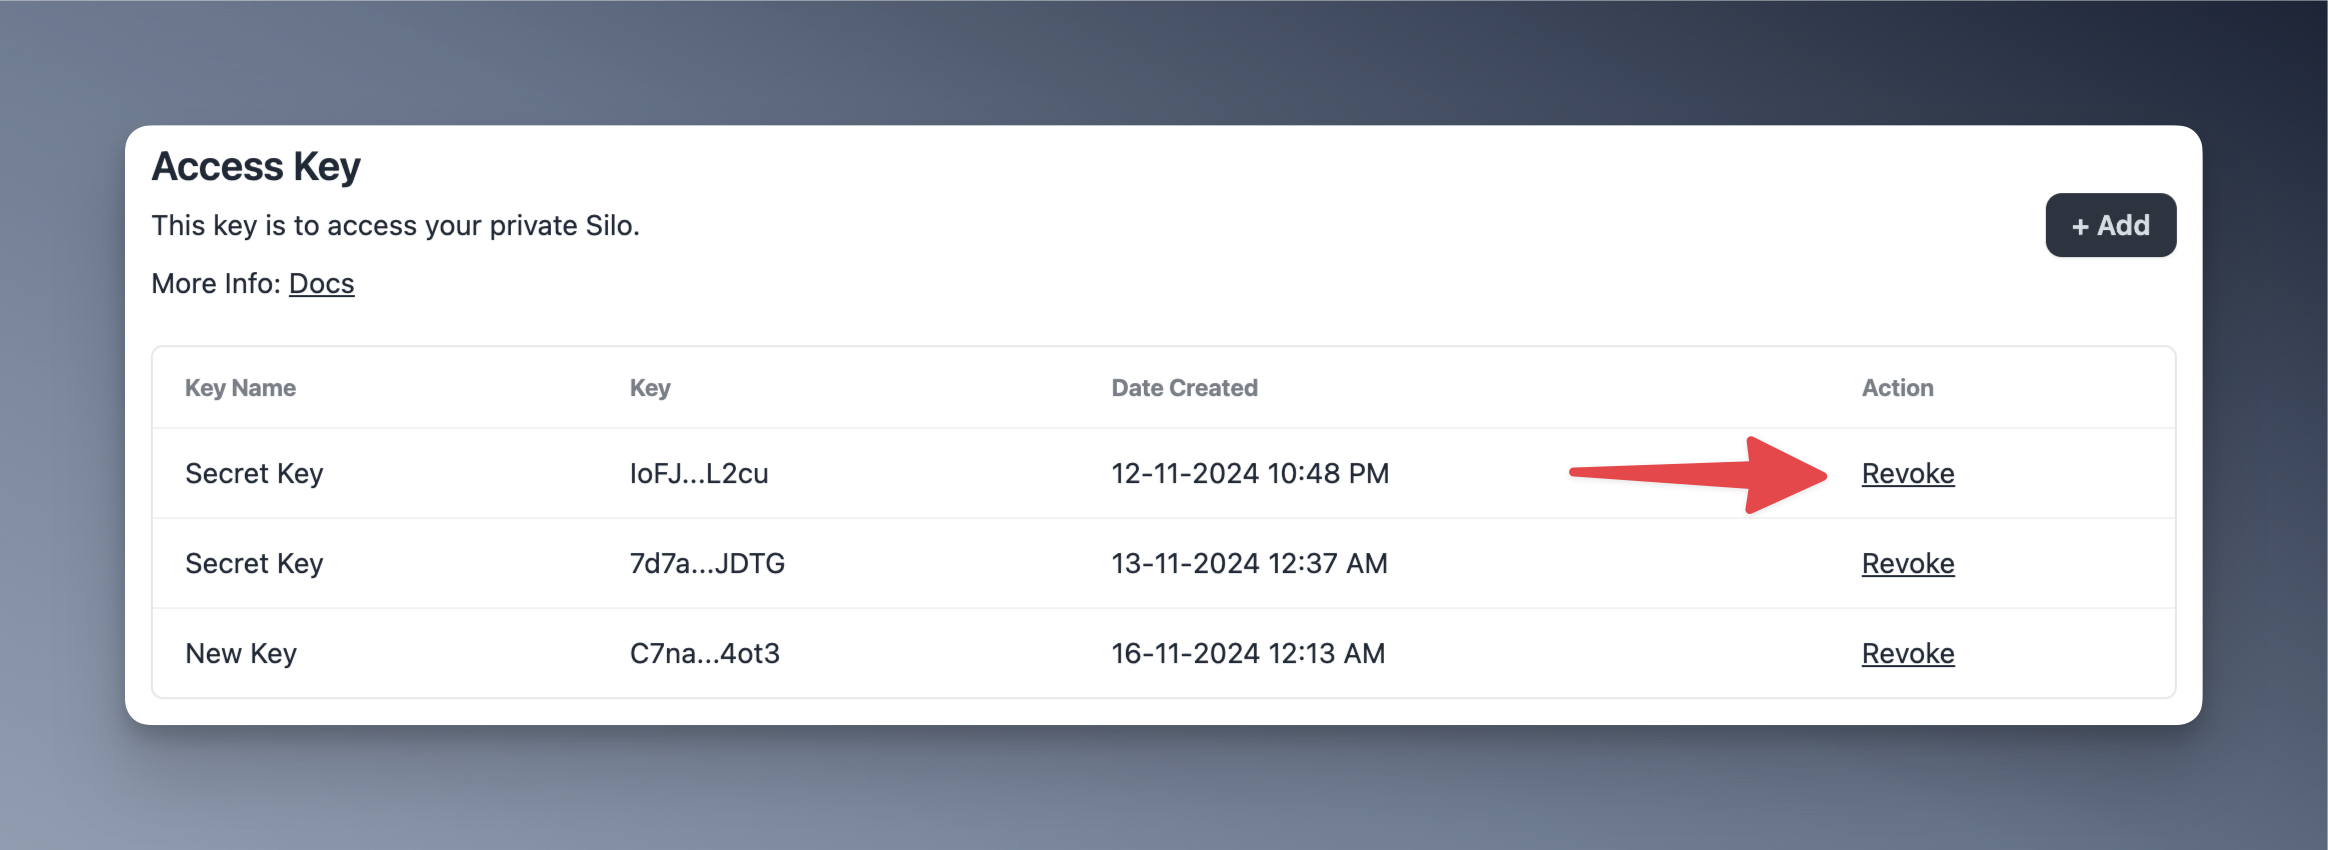 Access Key
This key is to access your private Silo.
+ Add
More Info: Docs
Key Name Key Date Created Action
Secret Key IoFJ...L2cu 12-11-2024 10:48 PM Revoke
Secret Key 7d7a...JDTG 13-11-2024 12:37 AM Revoke
New Key C7na...4ot3 16-11-2024 12:13 AM Revoke